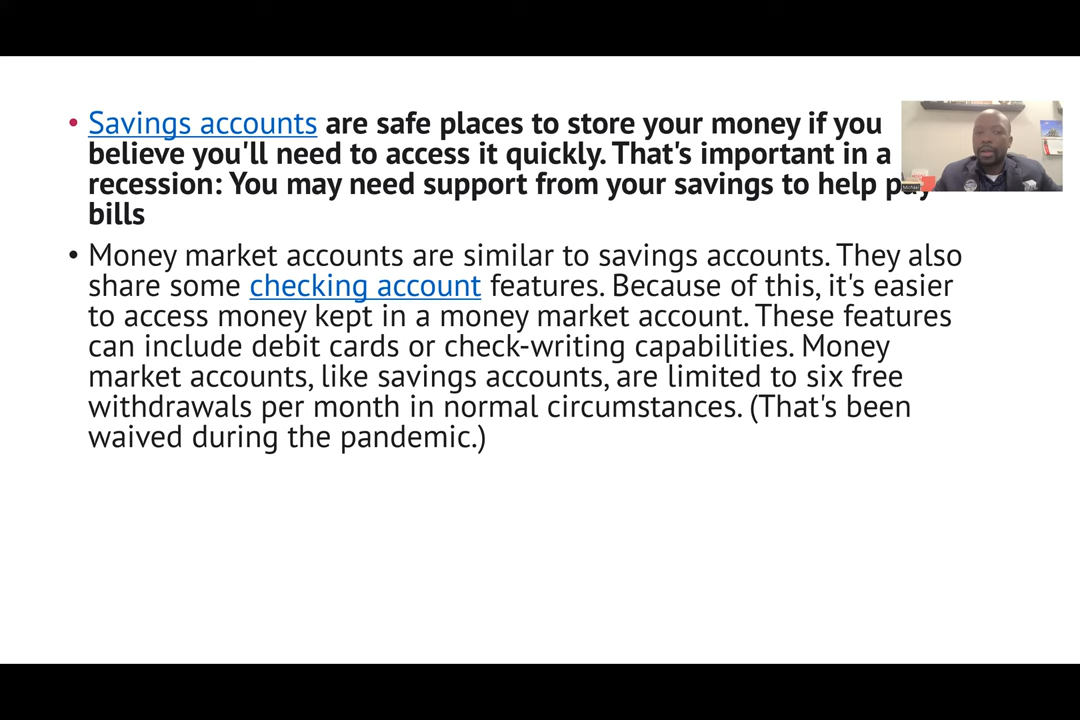 • Savings accounts are safe places to store your money if you
believe you'll need to access it quickly. That's important in a
recession: You may need support from your savings to help pay
bills
• Money market accounts are similar to savings accounts. They also
share some checking account features. Because of this, it's easier
to access money kept in a money market account. These features
can include debit cards or check-writing capabilities. Money
market accounts, like savings accounts, are limited to six free
withdrawals per month in normal circumstances. (That's been
waived during the pandemic.)